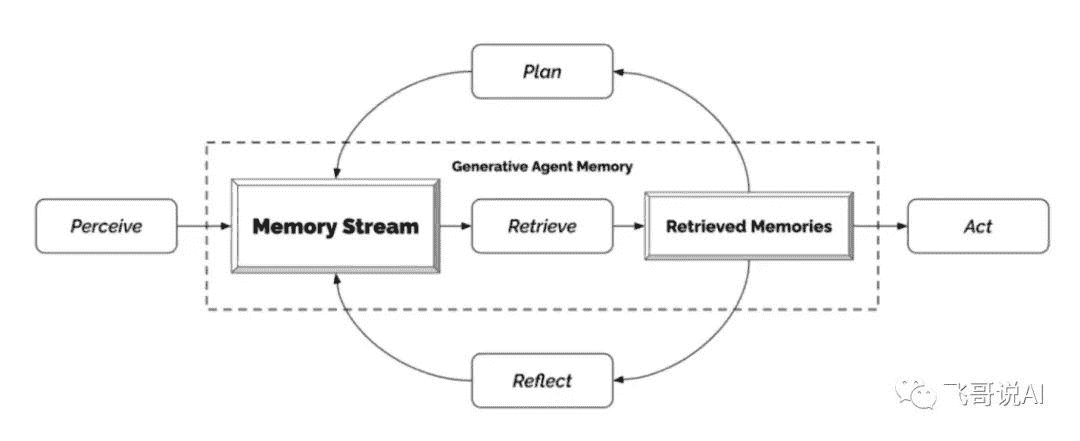 Plan
Generative Agent Memory
Perceive
Memory Stream
Retrieve
Retrieved Memories
Act
Reflect
飞哥说AI